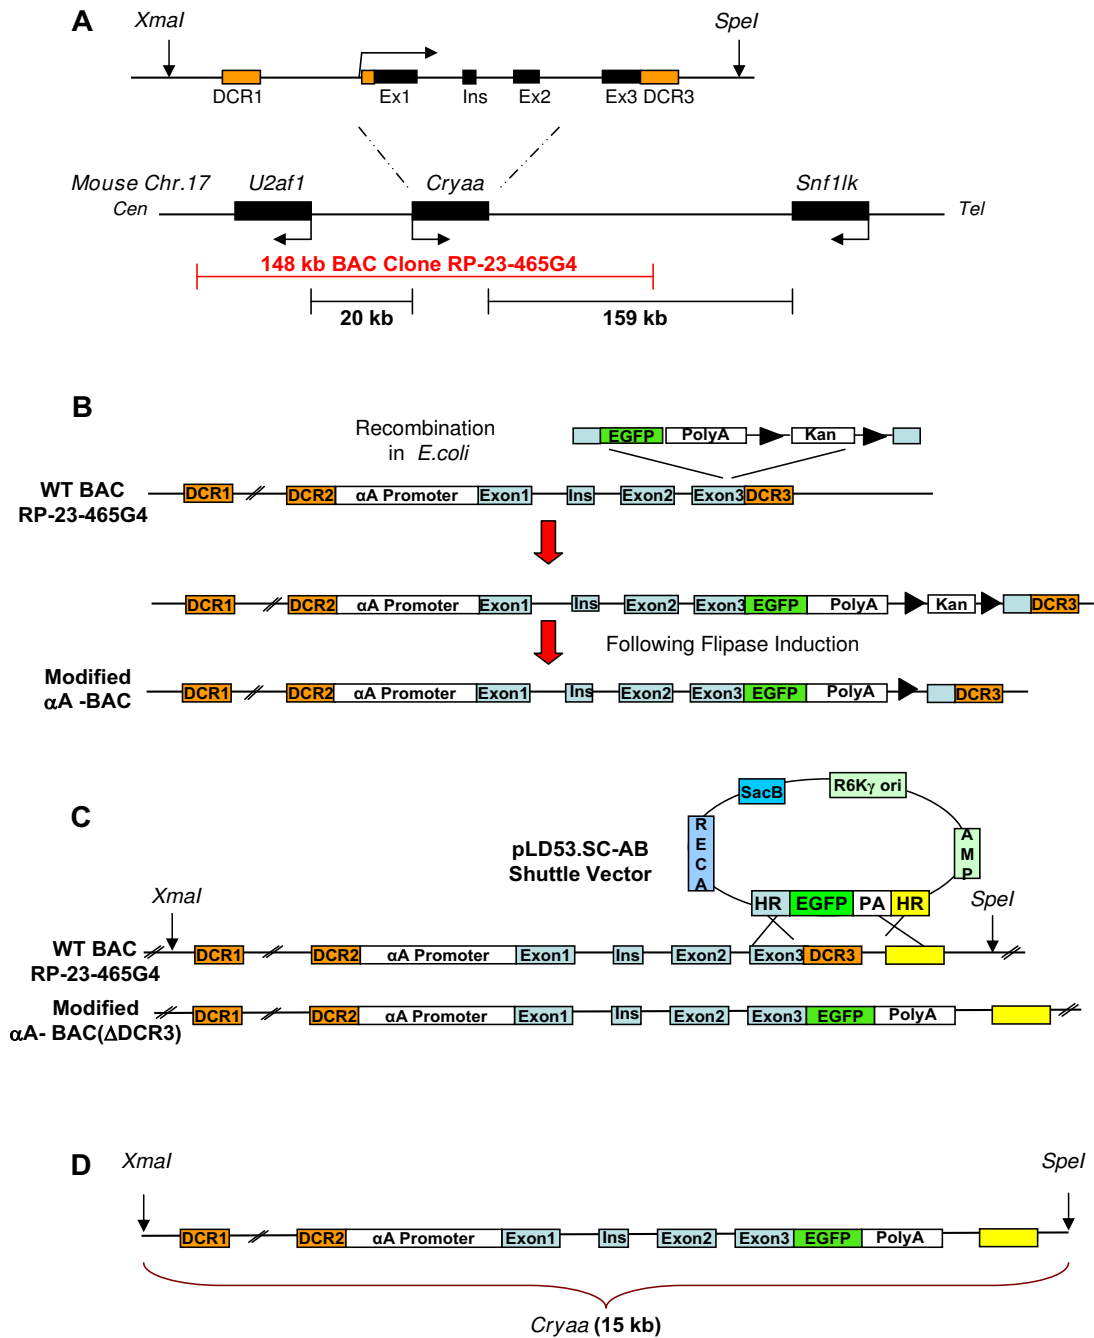 A
XmaI
SpeI
DCR1
Ex1
Ins
Ex2
Ex3
DCR3
Mouse Chr.17
U2af1
Cryaa
Snf1lk
Cen
Tel
148 kb BAC Clone RP-23-465G4
20 kb
159 kb
B
Recombination
in E.coli
EGFP
PolyA
Kan
WT BAC
RP-23-465G4
DCR1
DCR2
αA Promoter
Exon1
Ins
Exon2
Exon3
DCR3
DCR1
DCR2
αA Promoter
Exon1
Ins
Exon2
Exon3
EGFP
PolyA
Kan
DCR3
Following Flipase Induction
Modified
αA -BAC
DCR1
DCR2
αA Promoter
Exon1
Ins
Exon2
Exon3
EGFP
PolyA
DCR3
C
pLD53.SC-AB
Shuttle Vector
SacB
R6Kγ ori
RECA
AMP
HR
EGFP
PA
HR
XmaI
SpeI
WT BAC
RP-23-465G4
DCR1
DCR2
αA Promoter
Exon1
Ins
Exon2
Exon3
DCR3
Modified
αA- BAC(ΔDCR3)
DCR1
DCR2
αA Promoter
Exon1
Ins
Exon2
Exon3
EGFP
PolyA
D
XmaI
SpeI
DCR1
DCR2
αA Promoter
Exon1
Ins
Exon2
Exon3
EGFP
PolyA
Cryaa (15 kb)